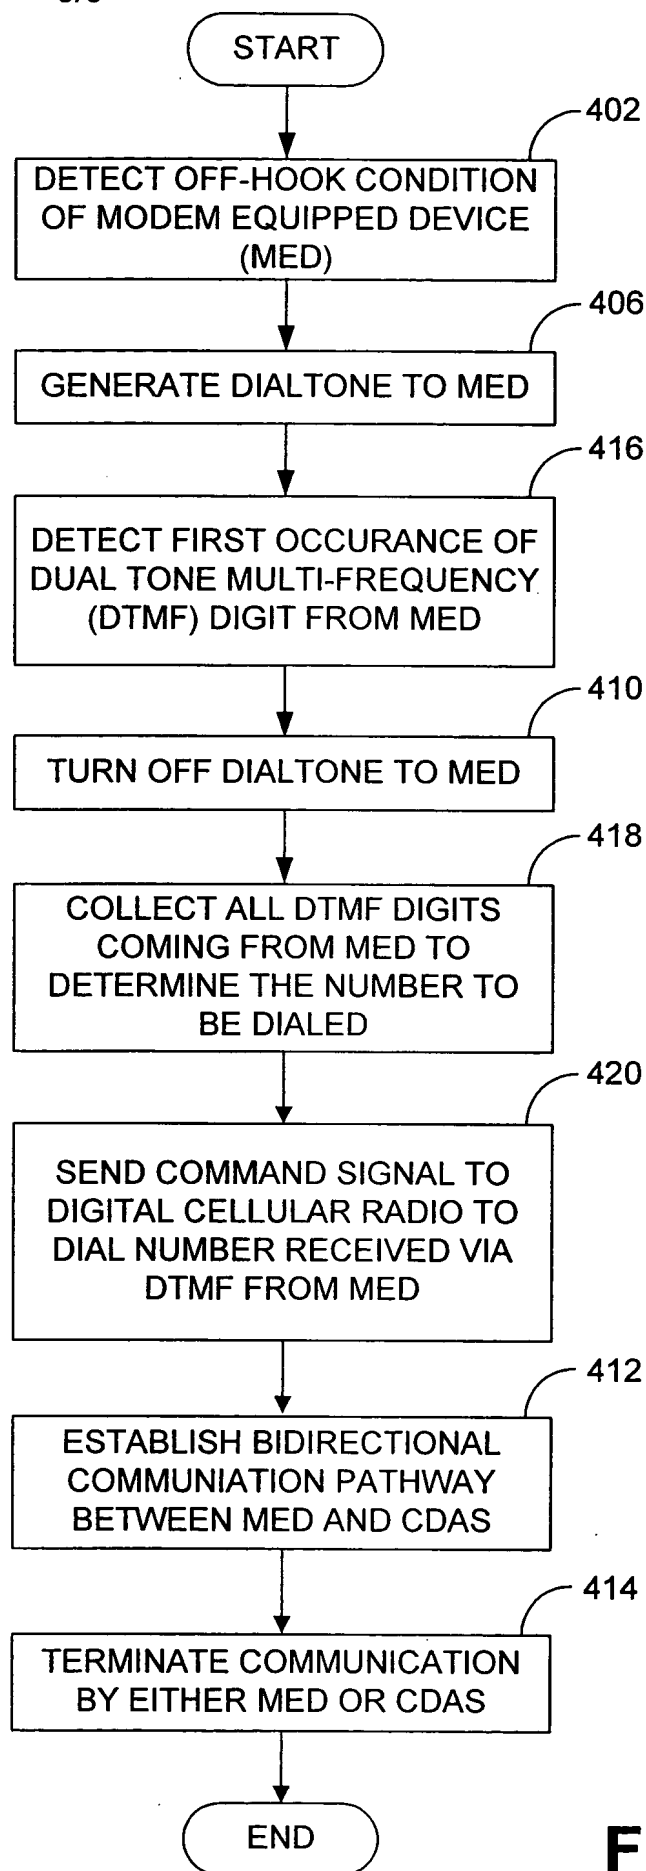 START
402
DETECT OFF-HOOK CONDITION
OF MODEM EQUIPPED DEVICE
(MED)
406
GENERATE DIALTONE TO MED
416
DETECT FIRST OCCURANCE OF
DUAL TONE MULTI-FREQUENCY
(DTMF) DIGIT FROM MED
410
TURN OFF DIALTONE TO MED
418
COLLECT ALL DTMF DIGITS
COMING FROM MED TO
DETERMINE THE NUMBER TO
BE DIALED
420
SEND COMMAND SIGNAL TO
DIGITAL CELLULAR RADIO TO
DIAL NUMBER RECEIVED VIA
DTMF FROM MED
412
ESTABLISH BIDIRECTIONAL
COMMUNIATION PATHWAY
BETWEEN MED AND CDAS
414
TERMINATE COMMUNICATION
BY EITHER MED OR CDAS
END
F